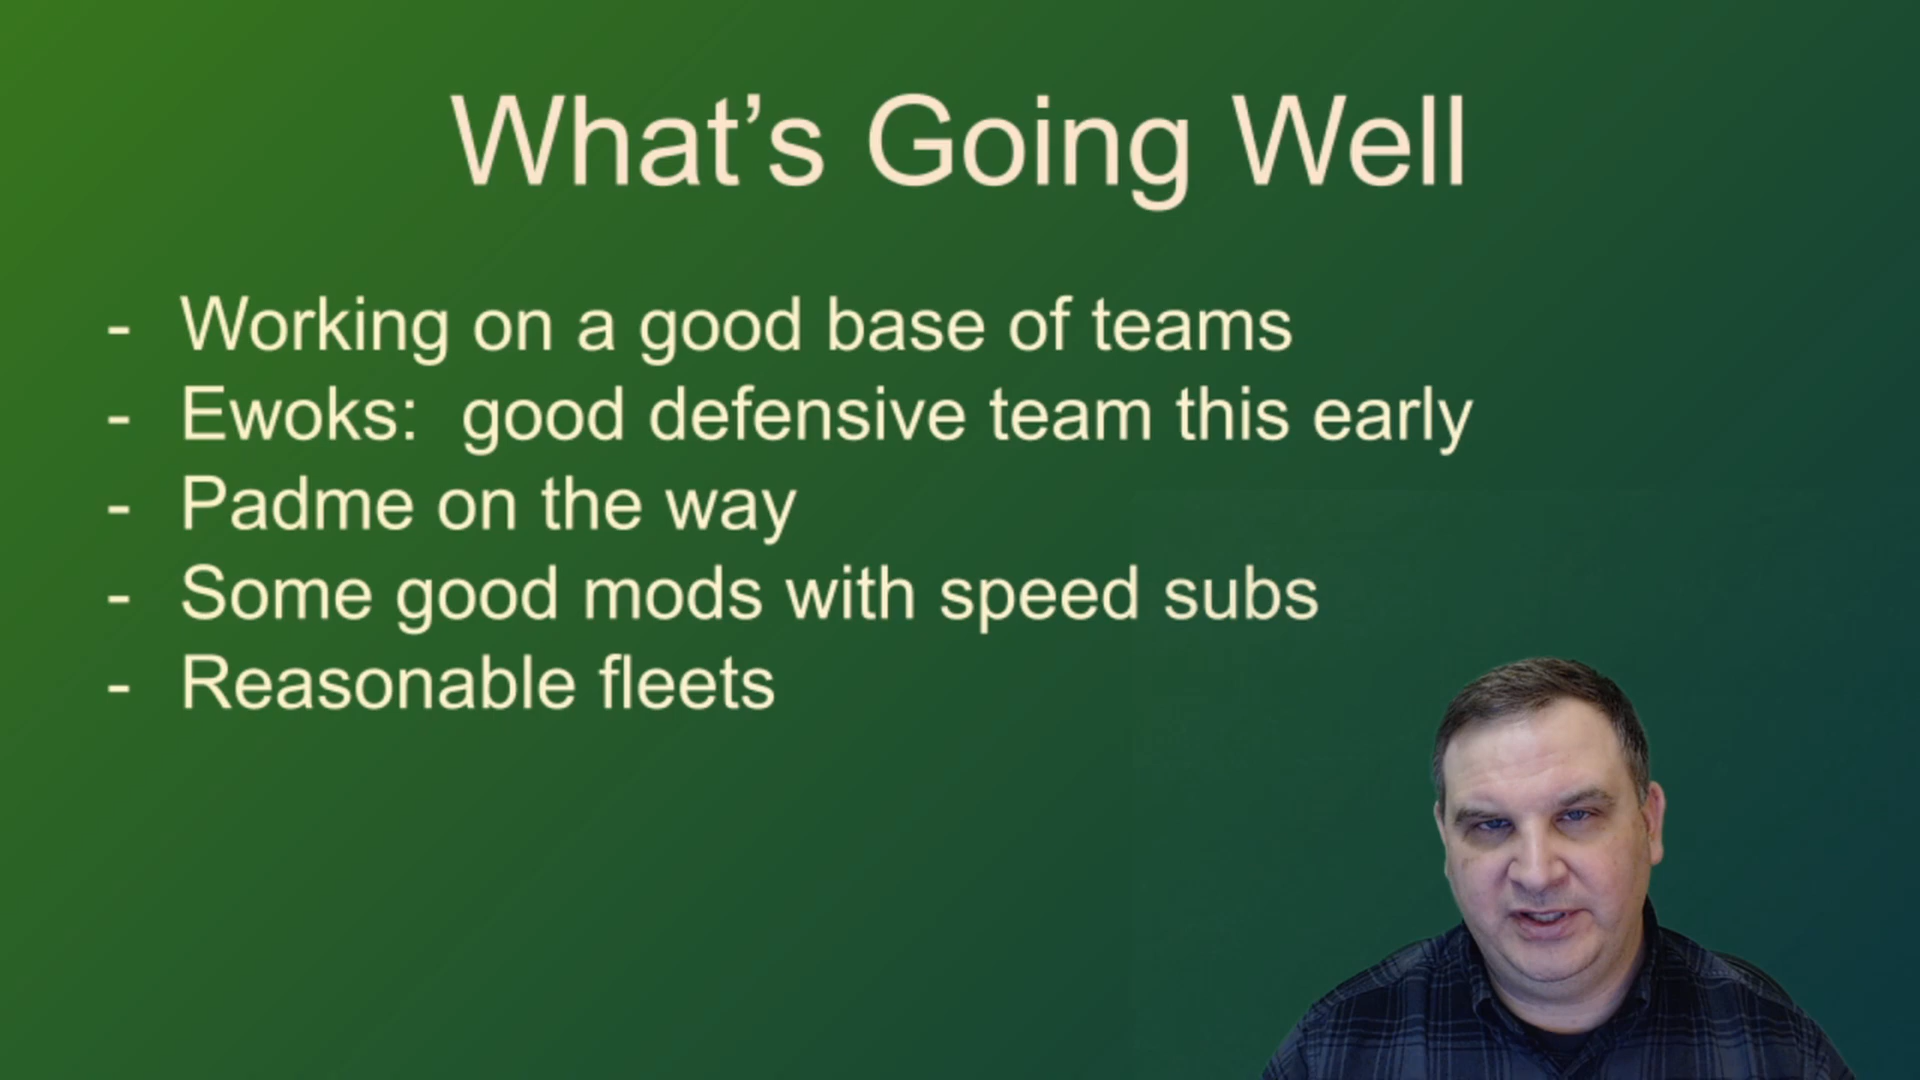 What’s Going Well
- Working on a good base of teams
- Ewoks:  good defensive team this early
- Padme on the way
- Some good mods with speed subs
- Reasonable fleets